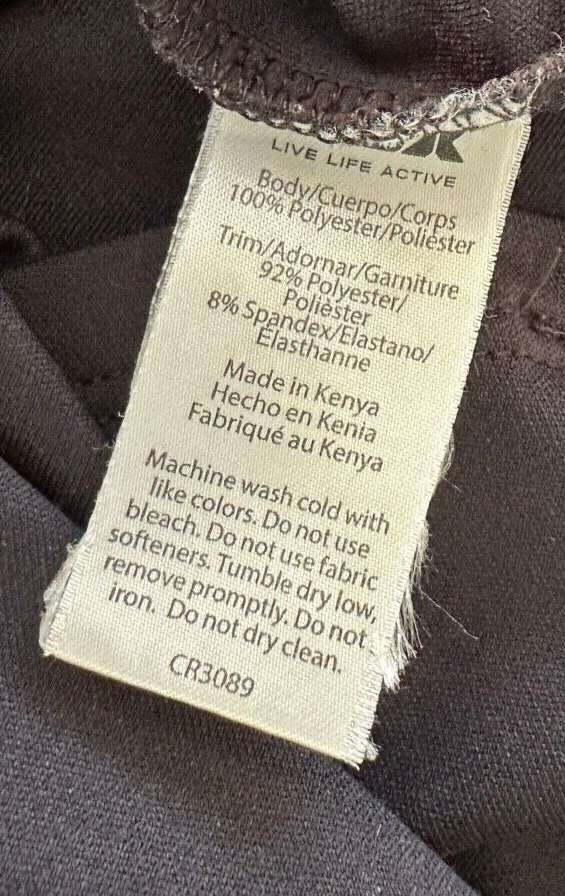 LIVE LIFE ACTIVE
Body/Cuerpo/Corps
100% Polyester/Poliéster
Trim/Adornar/Garniture
92% Polyester/
Poliéster
8% Spandex/Elastano/
Elasthanne
Made in Kenya
Hecho en Kenia
Fabriqué au Kenya
Machine wash cold with
like colors. Do not use
bleach. Do not use fabric
softeners. Tumble dry low,
remove promptly. Do not
iron. Do not dry clean.
CR3089